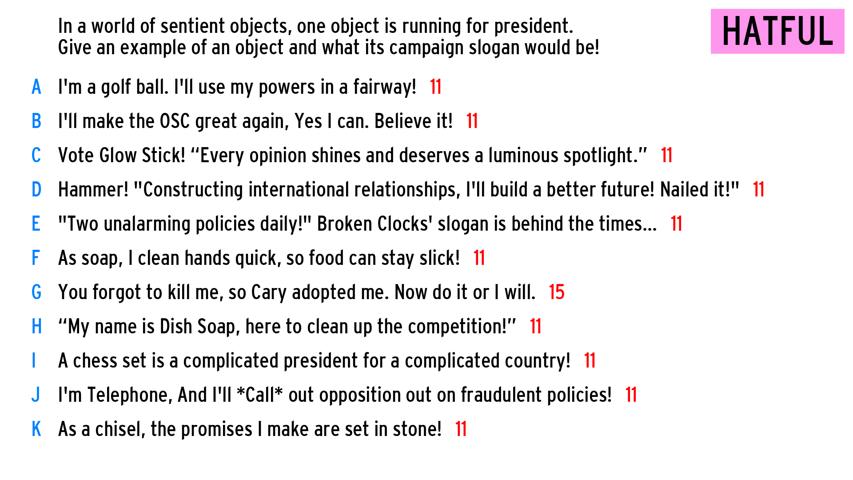 In a world of sentient objects, one object is running for president.
Give an example of an object and what its campaign slogan would be!
HATFUL
A I'm a golf ball. I'll use my powers in a fairway! 11
B I'll make the OSC great again, Yes I can. Believe it! 11
C Vote Glow Stick! “Every opinion shines and deserves a luminous spotlight.” 11
D Hammer! "Constructing international relationships, I'll build a better future! Nailed it!" 11
E "Two unalarming policies daily!" Broken Clocks' slogan is behind the times... 11
F As soap, I clean hands quick, so food can stay slick! 11
G You forgot to kill me, so Cary adopted me. Now do it or I will. 15
H “My name is Dish Soap, here to clean up the competition!” 11
I A chess set is a complicated president for a complicated country! 11
J I'm Telephone, And I'll *Call* out opposition out on fraudulent policies! 11
K As a chisel, the promises I make are set in stone! 11